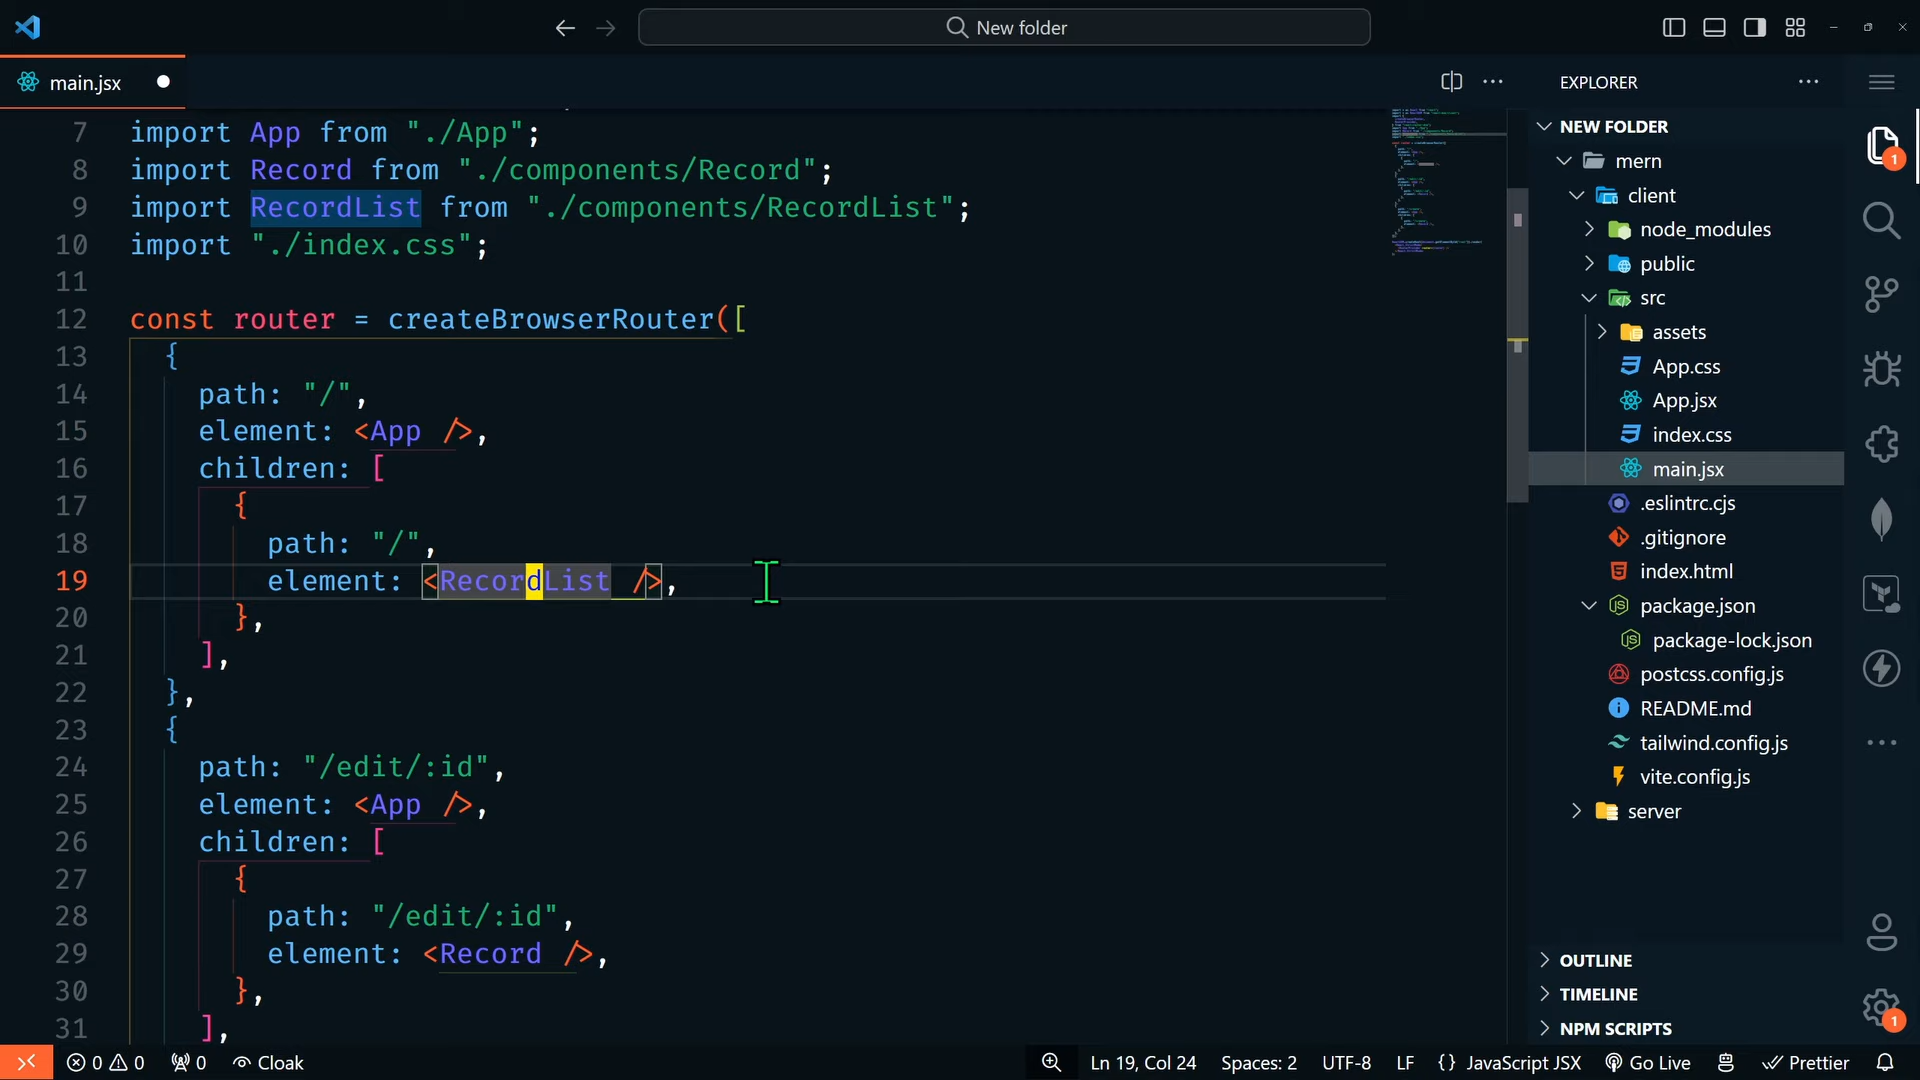 New folder
main.jsx
7 import App from "./App";
8 import Record from "./components/Record";
9 import RecordList from "./components/RecordList";
10 import "./index.css";
11
12 const router = createBrowserRouter([
13 {
14 path: "/",
15 element: <App />,
16 children: [
17 {
18 path: "/",
19 element: <RecordList />,
20 },
21 ],
22 },
23 {
24 path: "/edit/:id",
25 element: <App />,
26 children: [
27 {
28 path: "/edit/:id",
29 element: <Record />,
30 },
31 ],
EXPLORER
NEW FOLDER
mern
client
node_modules
public
src
assets
App.css
App.jsx
index.css
main.jsx
.eslintrc.cjs
.gitignore
index.html
package.json
package-lock.json
postcss.config.js
README.md
tailwind.config.js
vite.config.js
server
OUTLINE
TIMELINE
NPM SCRIPTS
1
1
0 0 0 Cloak Ln 19, Col 24 Spaces: 2 UTF-8 LF {} JavaScript JSX Go Live Prettier